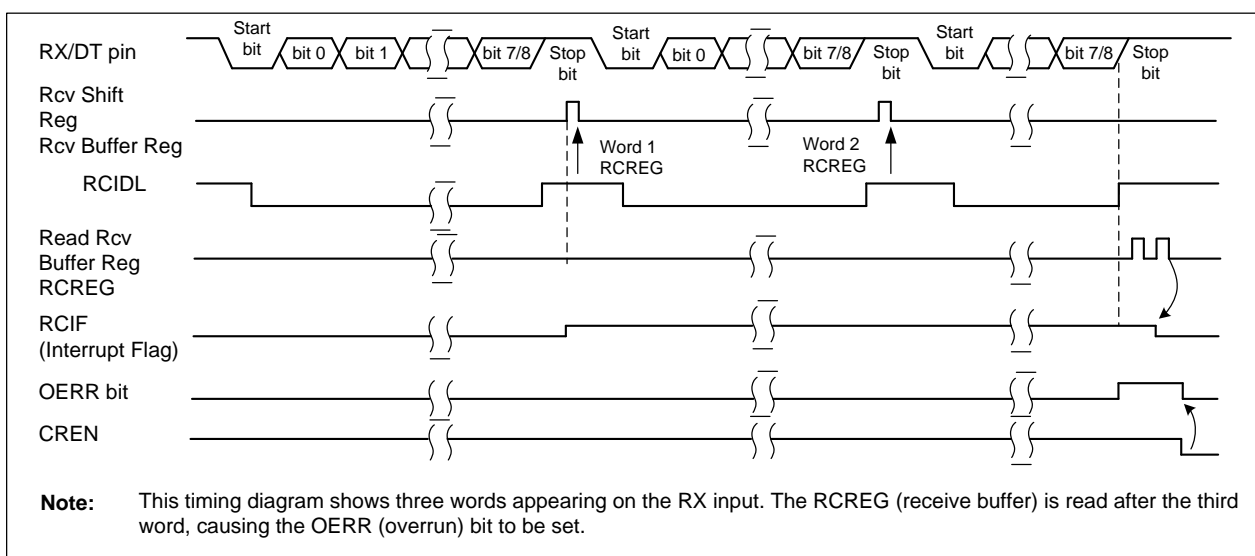 RX/DT pin
Start
bit
bit 0
bit 1
bit 7/8
Stop
bit
Start
bit
bit 0
bit 7/8
Stop
bit
Start
bit
bit 7/8
Stop
bit
Rcv Shift
Reg
Rcv Buffer Reg
Word 1
RCREG
Word 2
RCREG
RCIDL
Read Rcv
Buffer Reg
RCREG
RCIF
(Interrupt Flag)
OERR bit
CREN
Note: This timing diagram shows three words appearing on the RX input. The RCREG (receive buffer) is read after the third
word, causing the OERR (overrun) bit to be set.